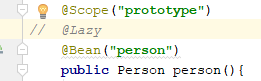 @Scope("prototype")
// @Lazy
@Bean("person")
public Person person(){